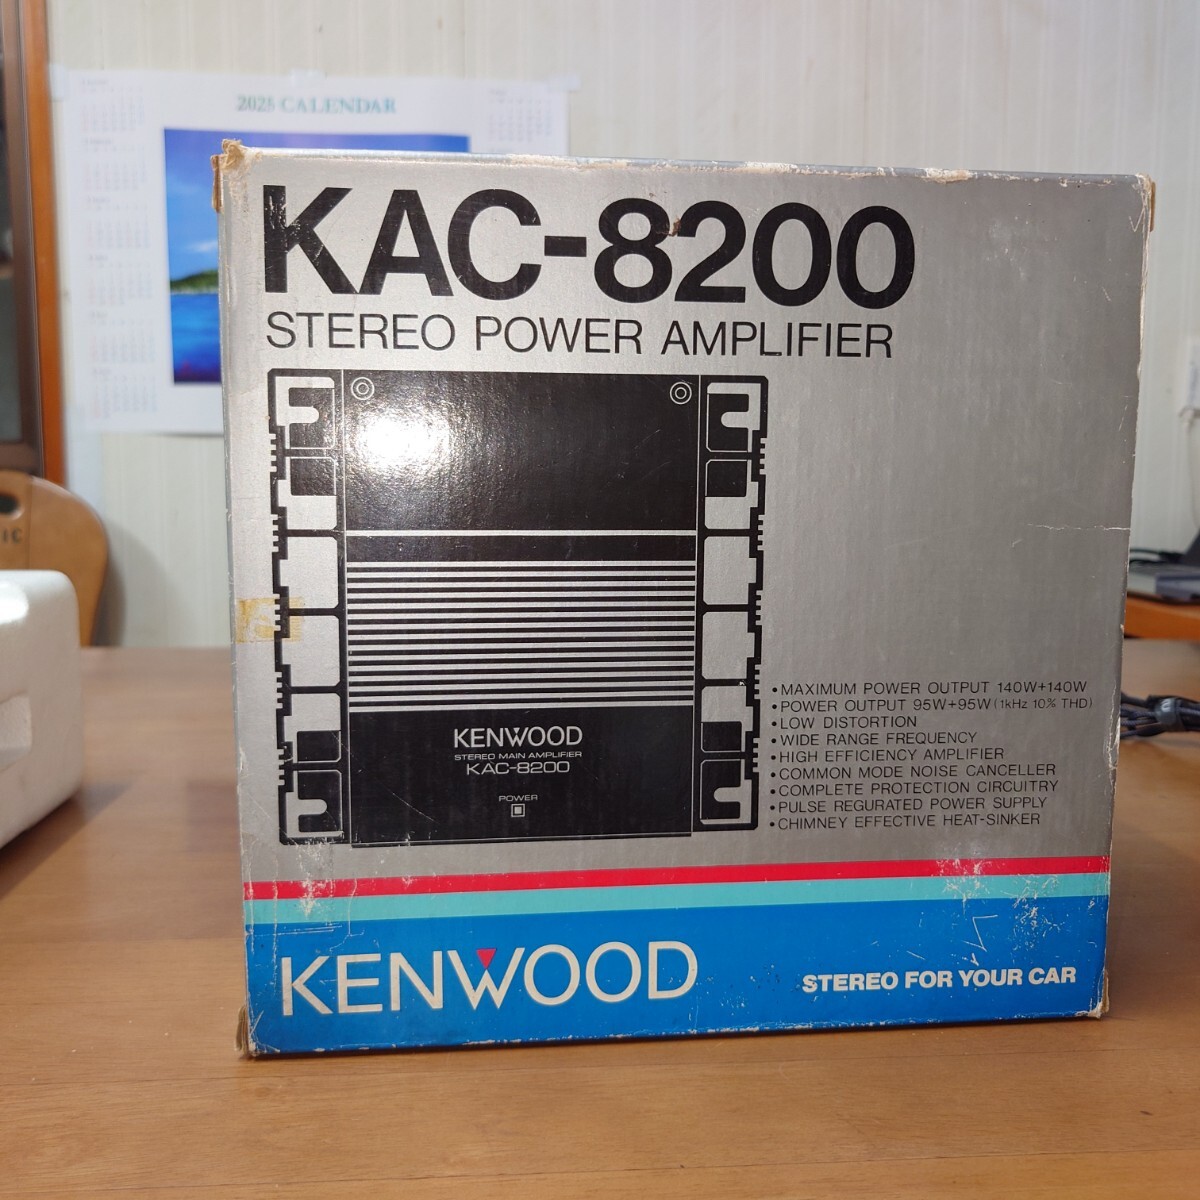 2025 CALENDAR
KAC-8200
STEREO POWER AMPLIFIER
KENWOOD
STEREO MAIN AMPLIFIER
KAC-8200
POWER
•MAXIMUM POWER OUTPUT 140W+140W
•POWER OUTPUT 95W+95W (1kHz 10% THD)
•LOW DISTORTION
•WIDE RANGE FREQUENCY
•HIGH EFFICIENCY AMPLIFIER
•COMMON MODE NOISE CANCELLER
•COMPLETE PROTECTION CIRCUITRY
•PULSE REGURATED POWER SUPPLY
•CHIMNEY EFFECTIVE HEAT-SINKER
KENWOOD
STEREO FOR YOUR CAR